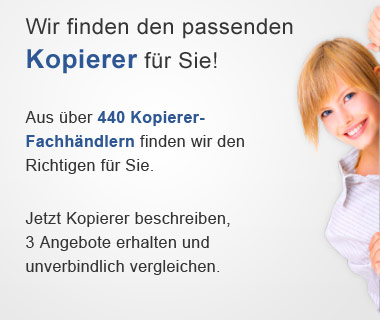 Wir finden den passenden
Kopierer für Sie!
Aus über 440 Kopierer-
Fachhändlern finden wir den
Richtigen für Sie.
Jetzt Kopierer beschreiben,
3 Angebote erhalten und
unverbindlich vergleichen.